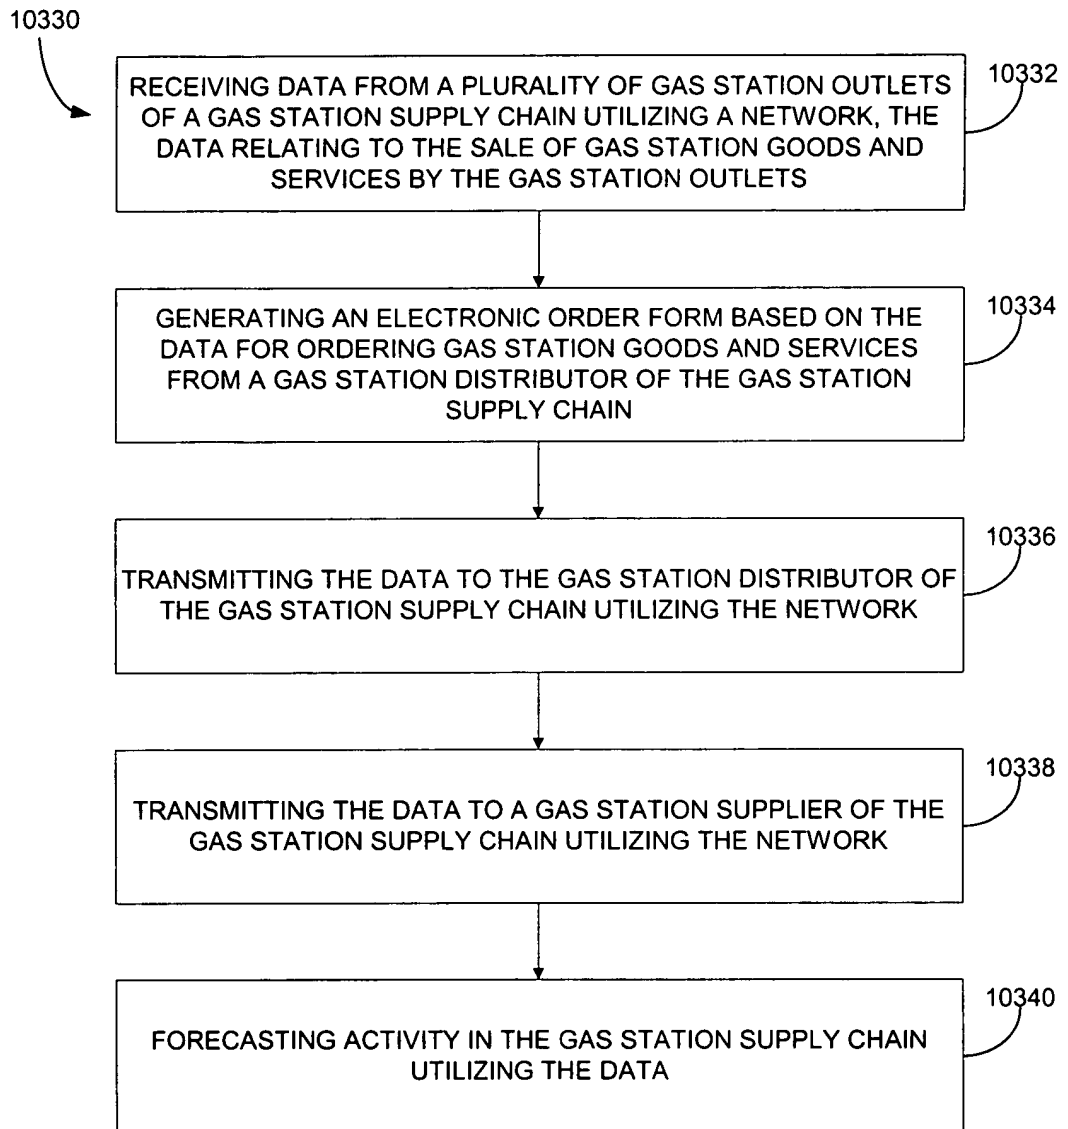 10330
RECEIVING DATA FROM A PLURALITY OF GAS STATION OUTLETS
OF A GAS STATION SUPPLY CHAIN UTILIZING A NETWORK, THE
DATA RELATING TO THE SALE OF GAS STATION GOODS AND
SERVICES BY THE GAS STATION OUTLETS
10332
GENERATING AN ELECTRONIC ORDER FORM BASED ON THE
DATA FOR ORDERING GAS STATION GOODS AND SERVICES
FROM A GAS STATION DISTRIBUTOR OF THE GAS STATION
SUPPLY CHAIN
10334
TRANSMITTING THE DATA TO THE GAS STATION DISTRIBUTOR OF
THE GAS STATION SUPPLY CHAIN UTILIZING THE NETWORK
10336
TRANSMITTING THE DATA TO A GAS STATION SUPPLIER OF THE
GAS STATION SUPPLY CHAIN UTILIZING THE NETWORK
10338
FORECASTING ACTIVITY IN THE GAS STATION SUPPLY CHAIN
UTILIZING THE DATA
10340